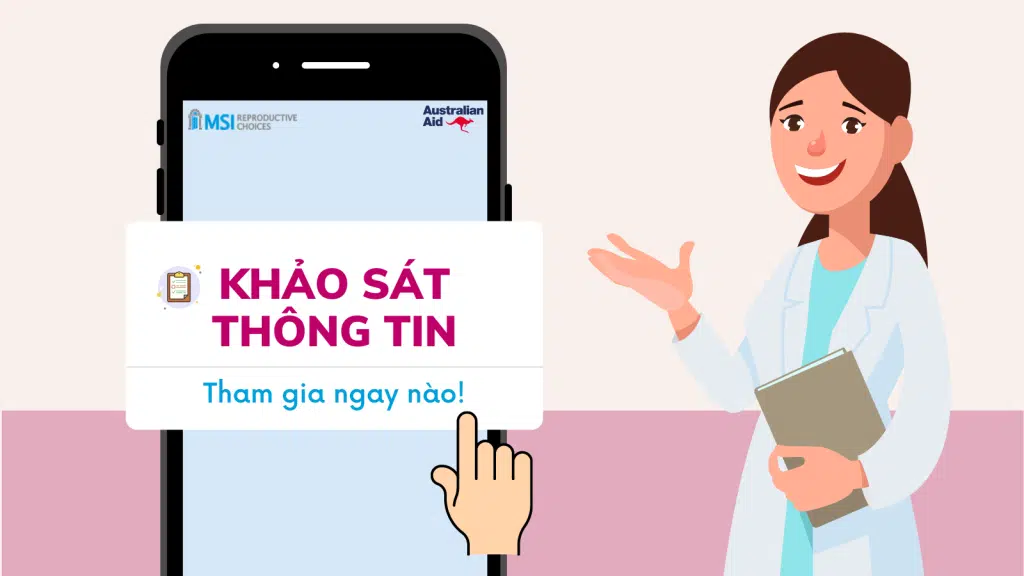 MSI REPRODUCTIVE
CHOICES
Australian
Aid
KHẢO SÁT
THÔNG TIN
Tham gia ngay nào!